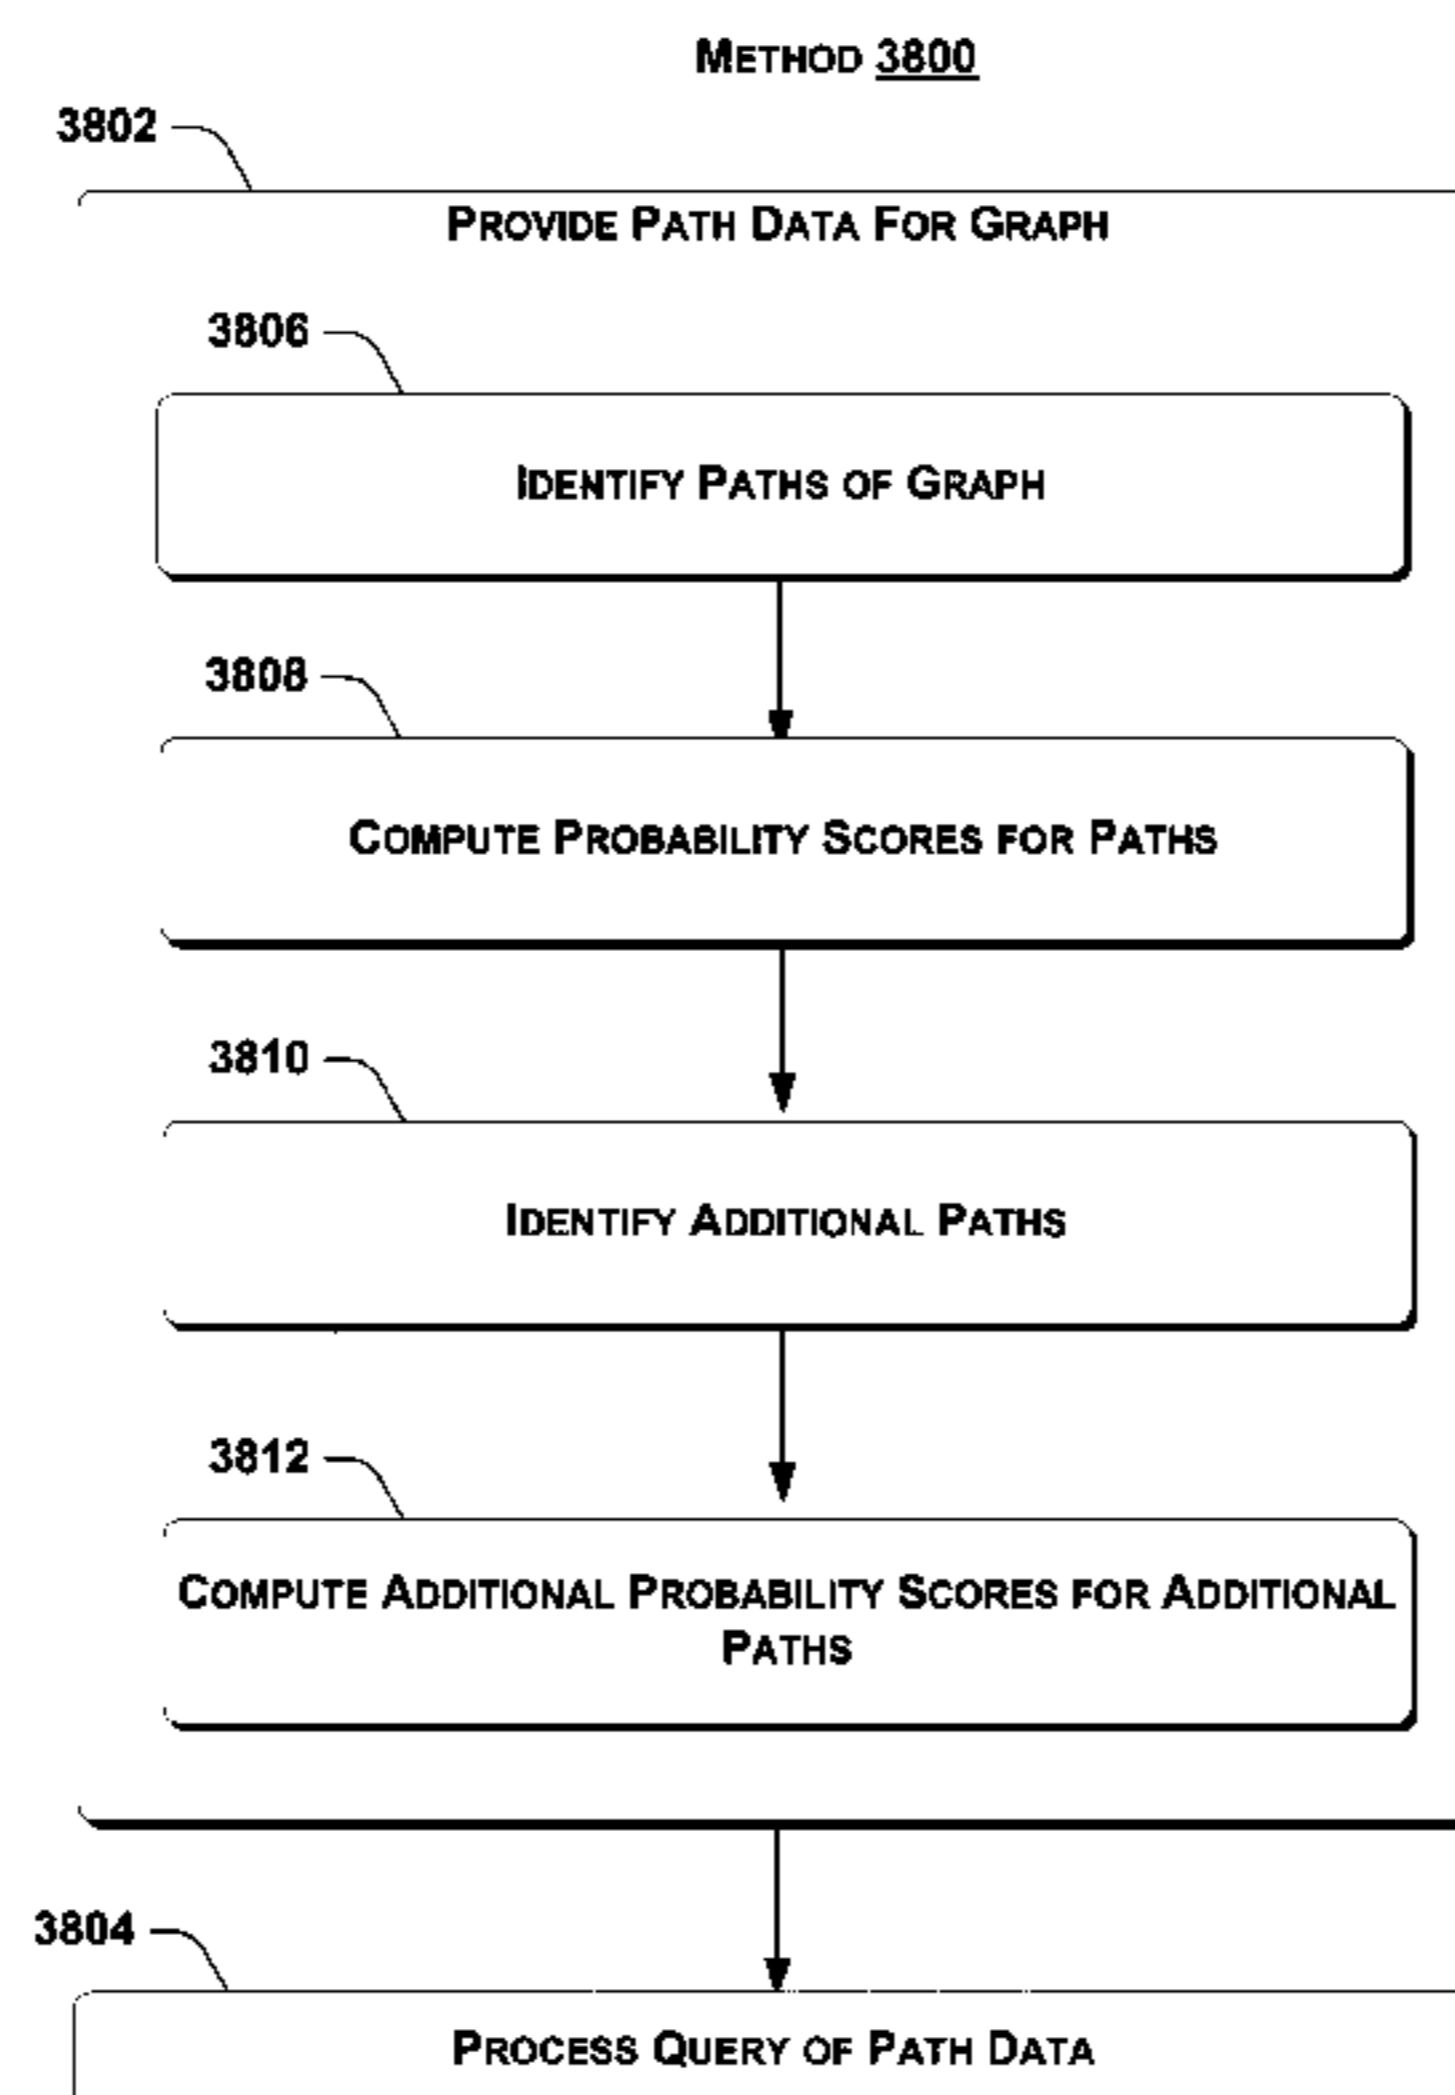 METHOD 3800
3802
PROVIDE PATH DATA FOR GRAPH
3806
IDENTIFY PATHS OF GRAPH
3808
COMPUTE PROBABILITY SCORES FOR PATHS
3810
IDENTIFY ADDITIONAL PATHS
3812
COMPUTE ADDITIONAL PROBABILITY SCORES FOR ADDITIONAL
PATHS
3804
PROCESS QUERY OF PATH DATA